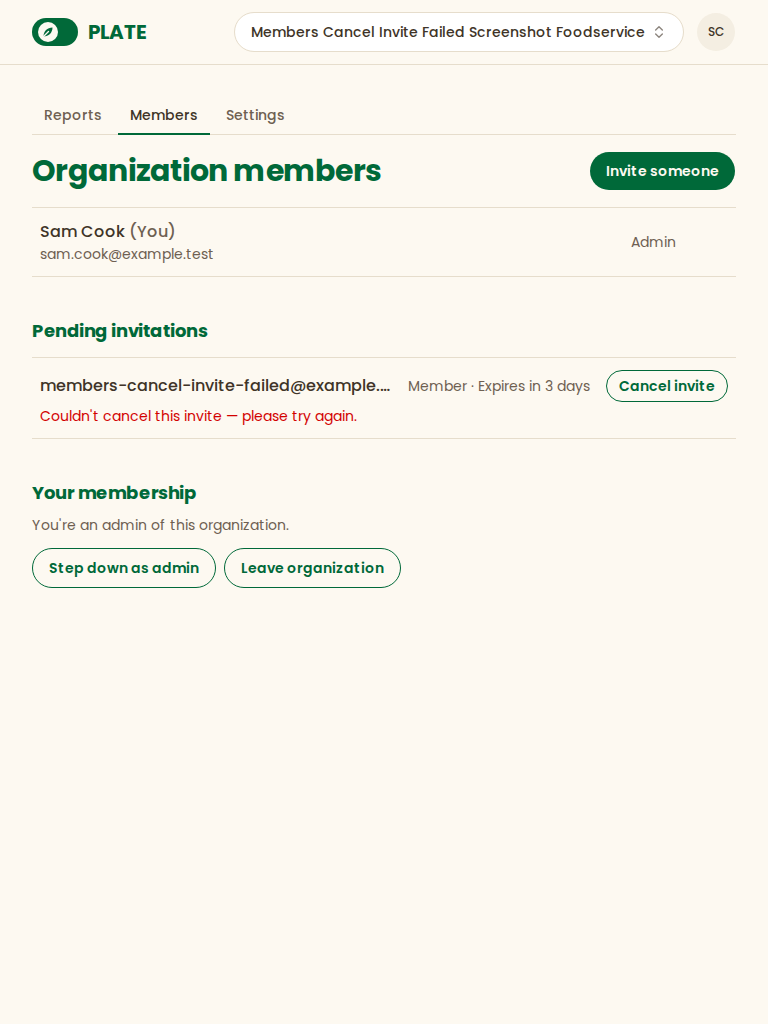 PLATE
Members Cancel Invite Failed Screenshot Foodservice
SC
Reports
Members
Settings
Organization members
Invite someone
Sam Cook (You)
sam.cook@example.test
Admin
Pending invitations
members-cancel-invite-failed@example.…
Member · Expires in 3 days
Cancel invite
Couldn't cancel this invite — please try again.
Your membership
You're an admin of this organization.
Step down as admin
Leave organization